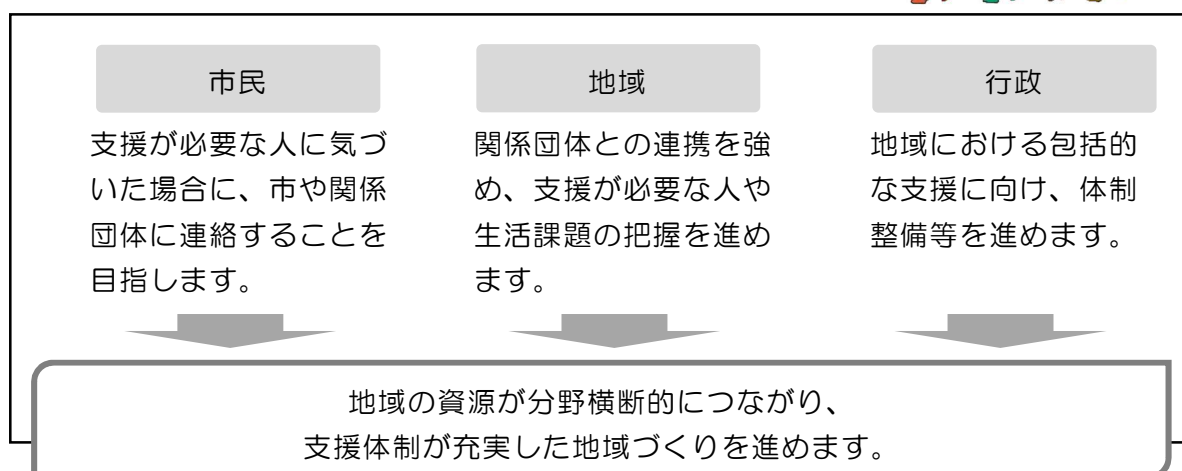 市民
支援が必要な人に気づ
いた場合に、市や関係
団体に連絡することを
目指します。
地域
関係団体との連携を強
め、支援が必要な人や
生活課題の把握を進め
ます。
行政
地域における包括的
な支援に向け、体制
整備等を進めます。
地域の資源が分野横断的につながり、
支援体制が充実した地域づくりを進めます。